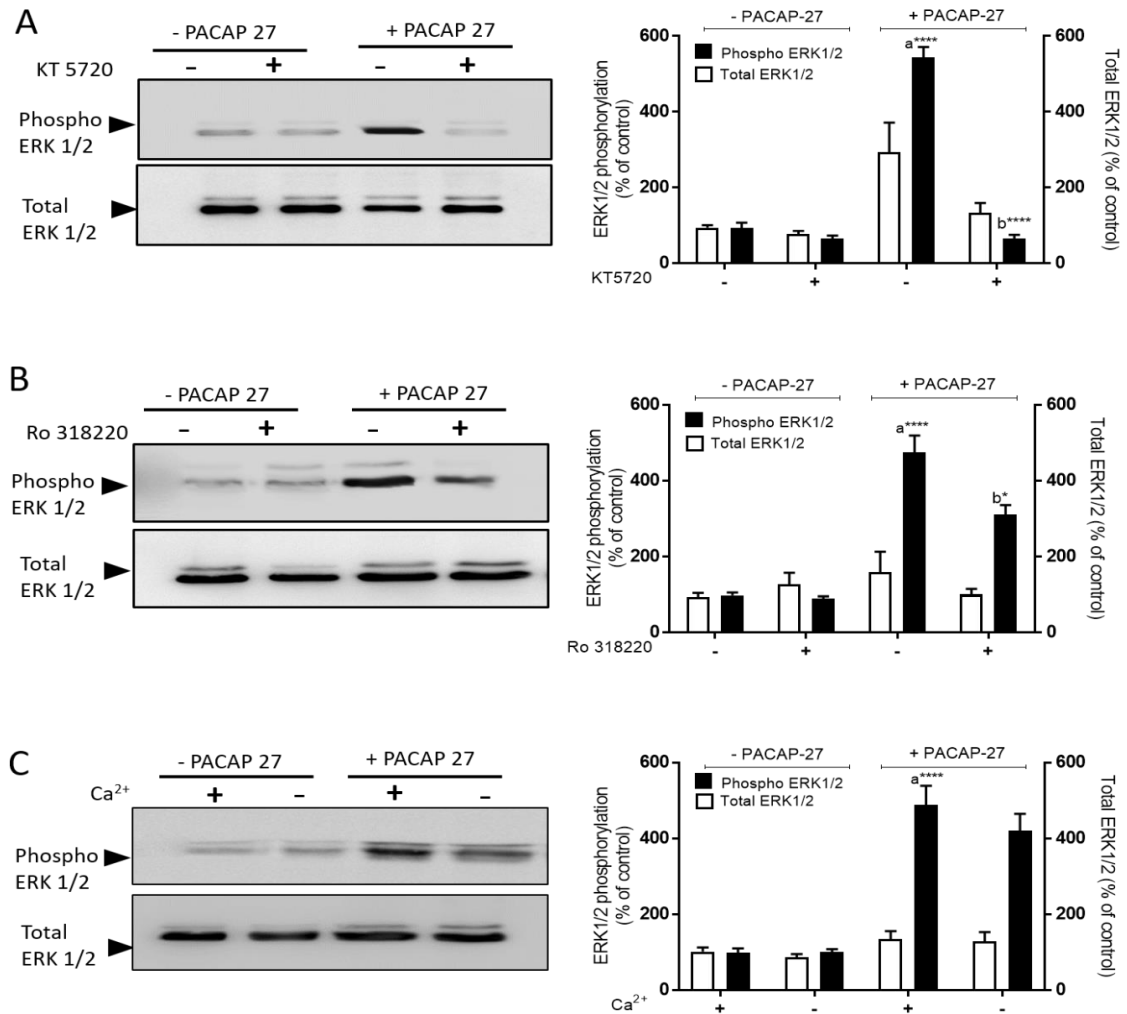 A
- PACAP 27 + PACAP 27
KT 5720 – + – +
Phospho
ERK 1/2
Total
ERK 1/2
- PACAP-27 + PACAP-27
600 600
400 400
200 200
0 0
ERK1/2 phosphorylation
(% of control)
Total ERK1/2 (% of control)
Phospho ERK1/2
Total ERK1/2
a****
b****
KT5720 - + - +
B
- PACAP 27 + PACAP 27
Ro 318220 – + – +
Phospho
ERK 1/2
Total
ERK 1/2
- PACAP-27 + PACAP-27
600 600
400 400
200 200
0 0
ERK1/2 phosphorylation
(% of control)
Total ERK1/2 (% of control)
Phospho ERK1/2
Total ERK1/2
a****
b*
Ro 318220 - + - +
C
- PACAP 27 + PACAP 27
Ca²⁺ + – + –
Phospho
ERK 1/2
Total
ERK 1/2
- PACAP-27 + PACAP-27
600 600
400 400
200 200
0 0
ERK1/2 phosphorylation
(% of control)
Total ERK1/2 (% of control)
Phospho ERK1/2
Total ERK1/2
a****
Ca²⁺ + - + -